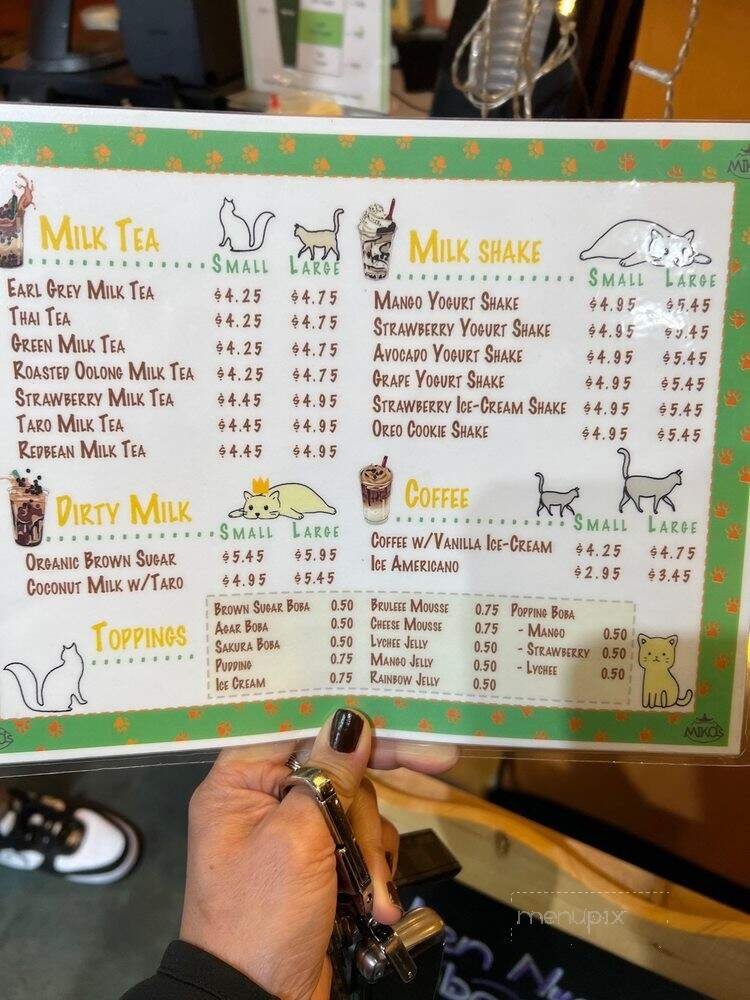 MILK TEA
SMALL LARGE
EARL GREY MILK TEA $4.25 $4.75
THAI TEA $4.25 $4.75
GREEN MILK TEA $4.25 $4.75
ROASTED OOLONG MILK TEA $4.25 $4.75
STRAWBERRY MILK TEA $4.45 $4.95
TARO MILK TEA $4.45 $4.95
REDBEAN MILK TEA $4.45 $4.95
MILK SHAKE
SMALL LARGE
MANGO YOGURT SHAKE $4.95 $5.45
STRAWBERRY YOGURT SHAKE $4.95 $5.45
AVOCADO YOGURT SHAKE $4.95 $5.45
GRAPE YOGURT SHAKE $4.95 $5.45
STRAWBERRY ICE-CREAM SHAKE $4.95 $5.45
OREO COOKIE SHAKE $4.95 $5.45
DIRTY MILK
SMALL LARGE
ORGANIC BROWN SUGAR $5.45 $5.95
COCONUT MILK W/TARO $4.95 $5.45
COFFEE
SMALL LARGE
COFFEE W/VANILLA ICE-CREAM $4.25 $4.75
ICE AMERICANO $2.95 $3.45
TOPPINGS
BROWN SUGAR BOBA 0.50
AGAR BOBA 0.50
SAKURA BOBA 0.50
PUDDING 0.75
ICE CREAM 0.75
BRULEEE MOUSSE 0.75
CHEESE MOUSSE 0.75
LYCHEE JELLY 0.50
MANGO JELLY 0.50
RAINBOW JELLY 0.50
POPPING BOBA
- MANGO 0.50
- STRAWBERRY 0.50
- LYCHEE 0.50
MIKO's
menupix